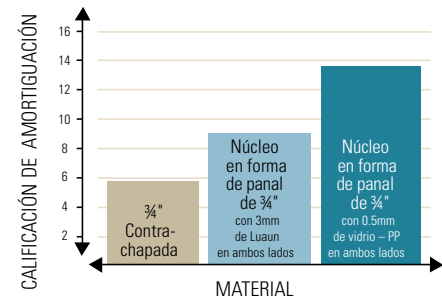 CALIFICACIÓN DE AMORTIGUACIÓN
16
14
12
10
8
6
4
2
¾"
Contra-
chapada
Núcleo
en forma
de panal
de ¾"
con 3mm
de Luaun
en ambos lados
Núcleo
en forma
de panal
de ¾"
con 0.5mm
de vidrio – PP
en ambos lados
MATERIAL